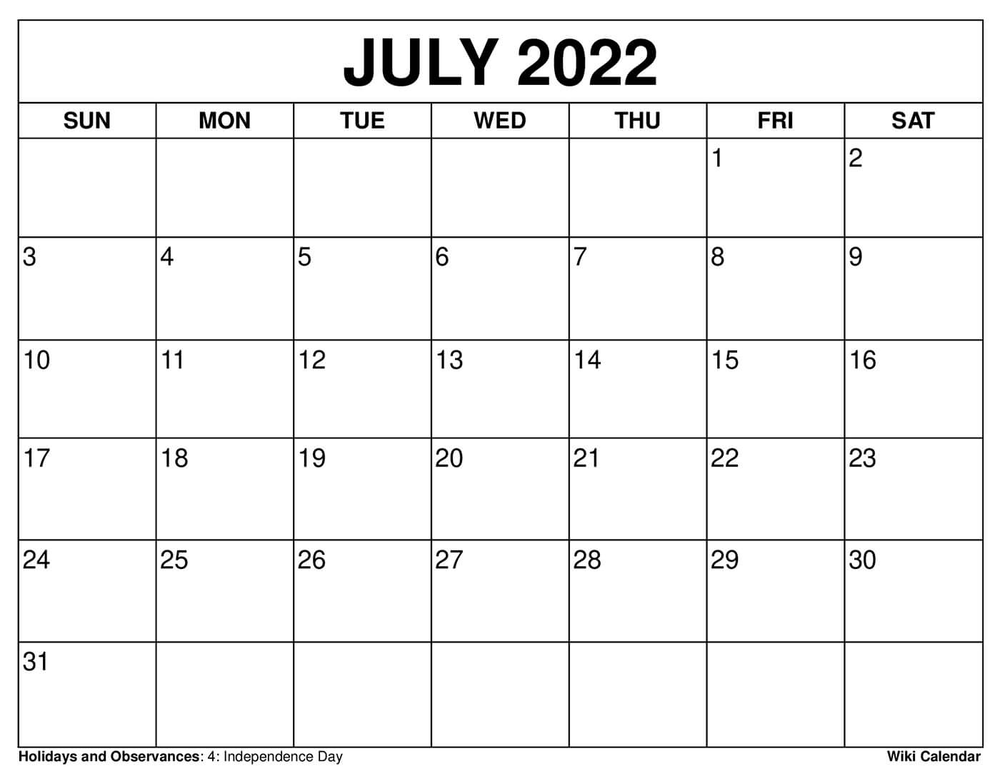 JULY 2022
SUN MON TUE WED THU FRI SAT
1 2
3 4 5 6 7 8 9
10 11 12 13 14 15 16
17 18 19 20 21 22 23
24 25 26 27 28 29 30
31
Holidays and Observances: 4: Independence Day Wiki Calendar